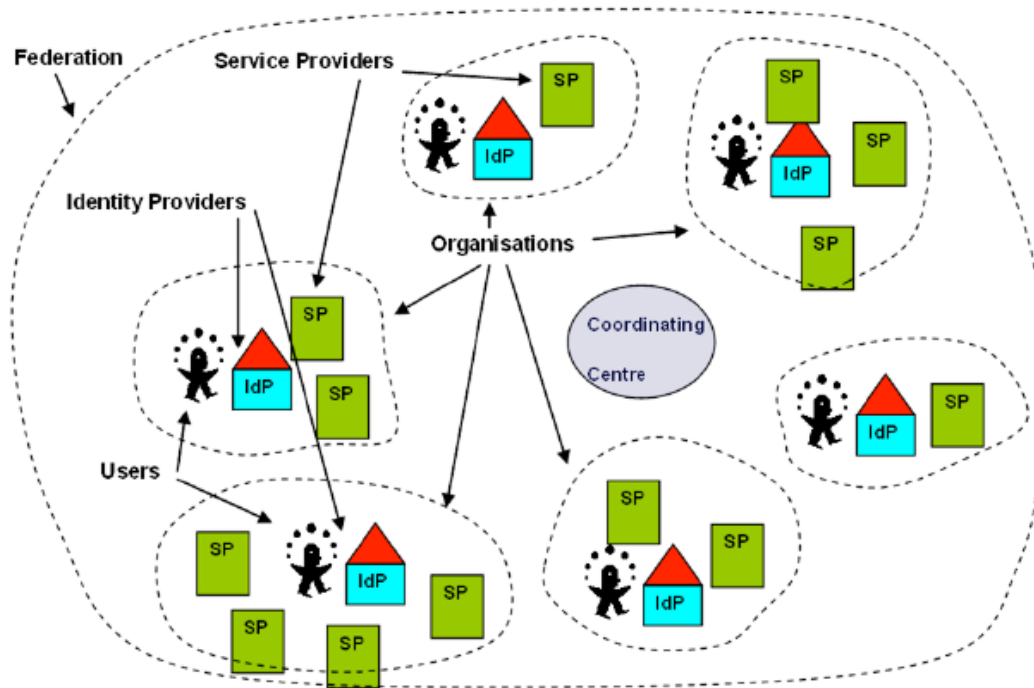 Federation
Service Providers
SP
SP
IdP
SP
IdP
SP
Identity Providers
Organisations
SP
SP
IdP
SP
Coordinating
Centre
SP
IdP
Users
SP
SP
IdP
SP
SP
SP
SP
IdP
SP